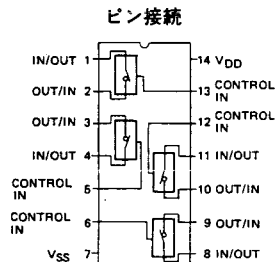 ピン接続
IN/OUT 1
OUT/IN 2
OUT/IN 3
IN/OUT 4
CONTROL
IN 5
CONTROL
IN 6
VSS 7
14 VDD
13 CONTROL
IN
12 CONTROL
IN
11 IN/OUT
10 OUT/IN
9 OUT/IN
8 IN/OUT